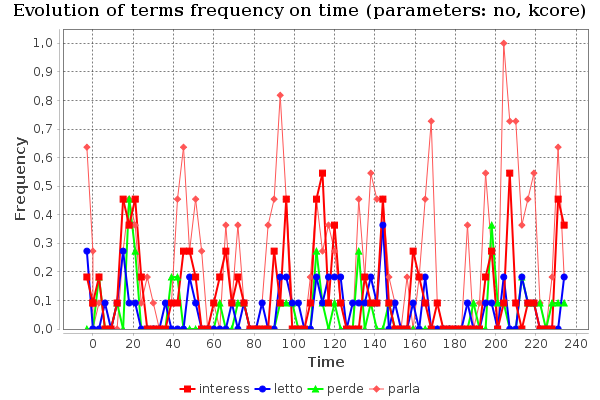 Evolution of terms frequency on time (parameters: no, kcore)
1,0
0,9
0,8
0,7
0,6
0,5
0,4
0,3
0,2
0,1
0,0
Frequency
0 20 40 60 80 100 120 140 160 180 200 220 240
Time
interess letto perde parla